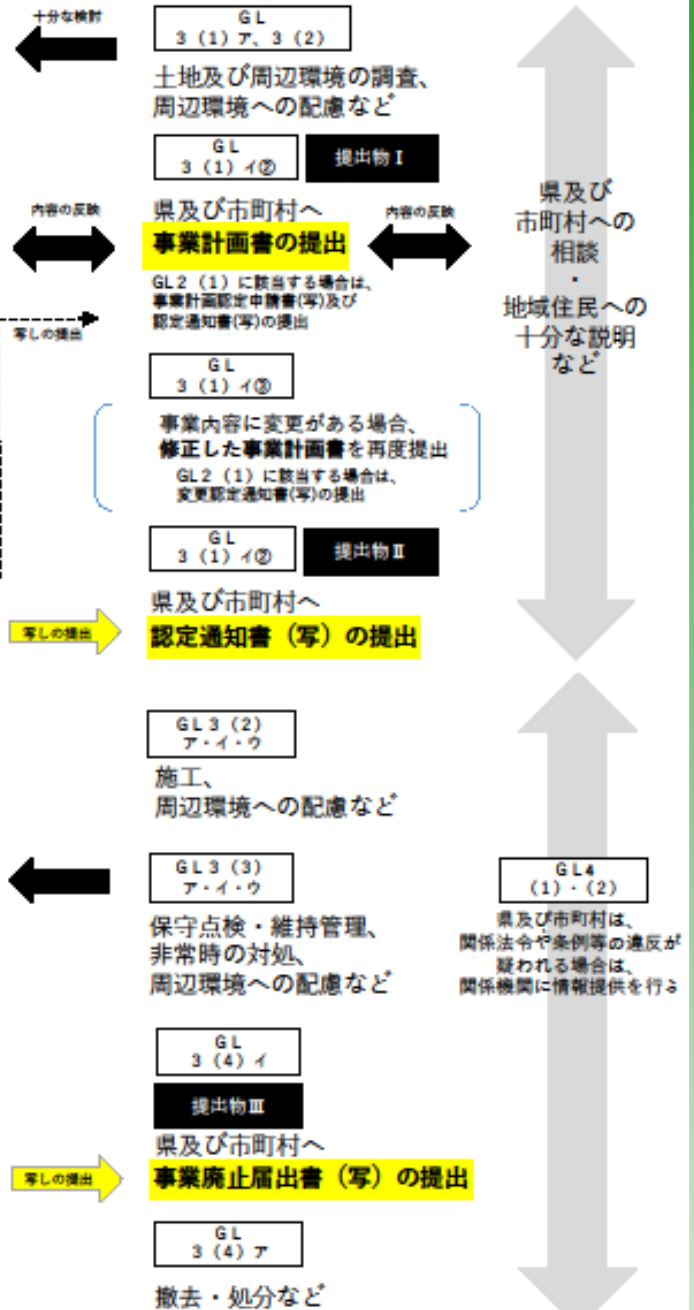 十分な検討
GL
3（1）ア、3（2）
土地及び周辺環境の調査、
周辺環境への配慮など
GL
3（1）イ②
提出物Ⅰ
内容の反映
県及び市町村へ
事業計画書の提出
内容の反映
GL2（1）に該当する場合は、
事業計画認定申請書(写)及び
認定通知書(写)の提出
写しの提出
県及び
市町村への
相談
・
地域住民への
十分な説明
など
GL
3（1）イ③
事業内容に変更がある場合、
修正した事業計画書を再度提出
GL2（1）に該当する場合は、
変更認定通知書(写)の提出
GL
3（1）イ②
提出物Ⅱ
県及び市町村へ
写しの提出
認定通知書（写）の提出
GL3（2）
ア・イ・ウ
施工、
周辺環境への配慮など
GL3（3）
ア・イ・ウ
保守点検・維持管理、
非常時の対処、
周辺環境への配慮など
GL4
（1）・（2）
県及び市町村は、
関係法令や条例等の違反が
疑われる場合は、
関係機関に情報提供を行う
GL
3（4）イ
提出物Ⅲ
県及び市町村へ
写しの提出
事業廃止届出書（写）の提出
GL
3（4）ア
撤去・処分など